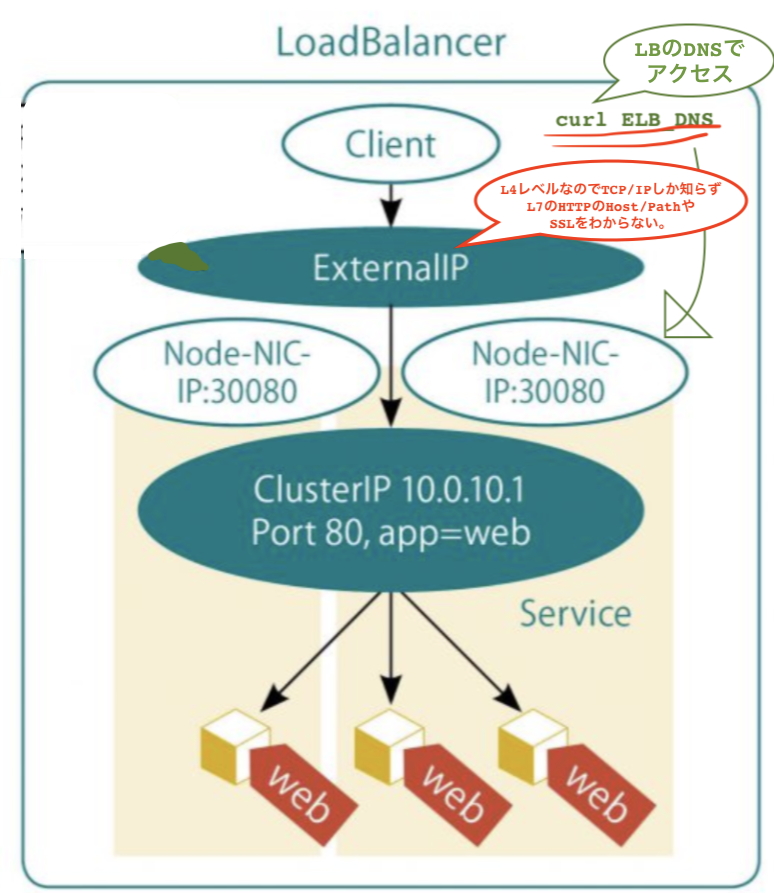 LoadBalancer
LBのDNSで
アクセス
curl ELB DNS
Client
L4レベルなのでTCP/IPしか知らず
L7のHTTPのHost/Pathや
SSLをわからない。
ExternalIP
Node-NIC-
IP:30080
Node-NIC-
IP:30080
ClusterIP 10.0.10.1
Port 80, app=web
Service
web
web
web